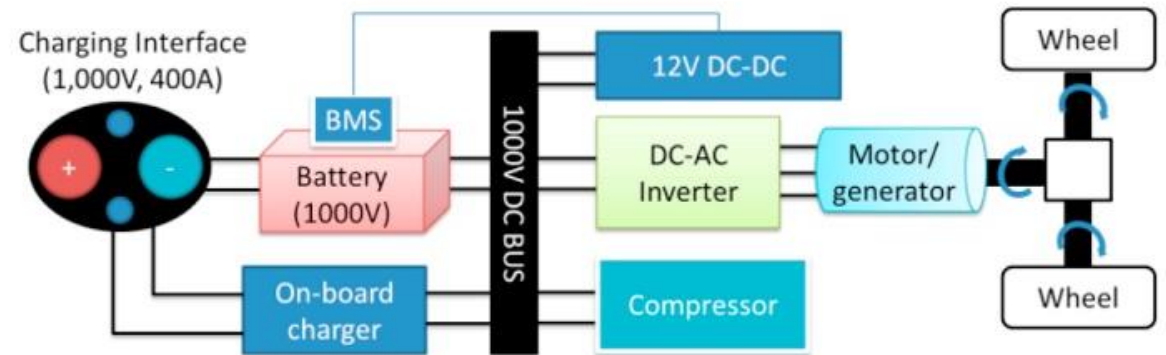 Charging Interface
(1,000V, 400A)
+
-
BMS
Battery
(1000V)
On-board
charger
1000V DC BUS
12V DC-DC
DC-AC
Inverter
Compressor
Motor/
generator
Wheel
Wheel